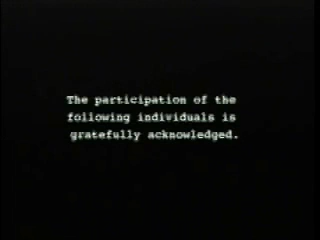 The participation of the
following individuals is
gratefully acknowledged.